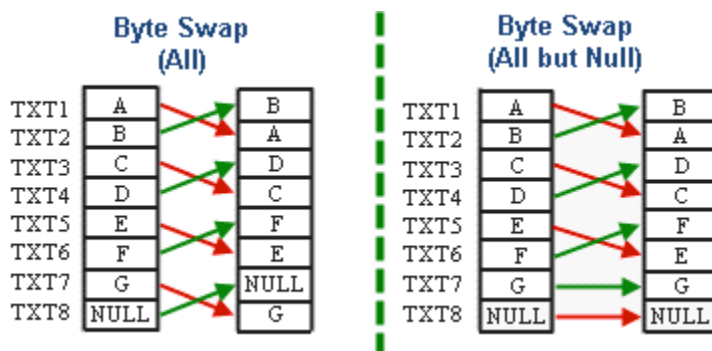 Byte Swap
(All)
TXT1 A B
TXT2 B A
TXT3 C D
TXT4 D C
TXT5 E F
TXT6 F E
TXT7 G NULL
TXT8 NULL G
Byte Swap
(All but Null)
TXT1 A B
TXT2 B A
TXT3 C D
TXT4 D C
TXT5 E F
TXT6 F E
TXT7 G G
TXT8 NULL NULL